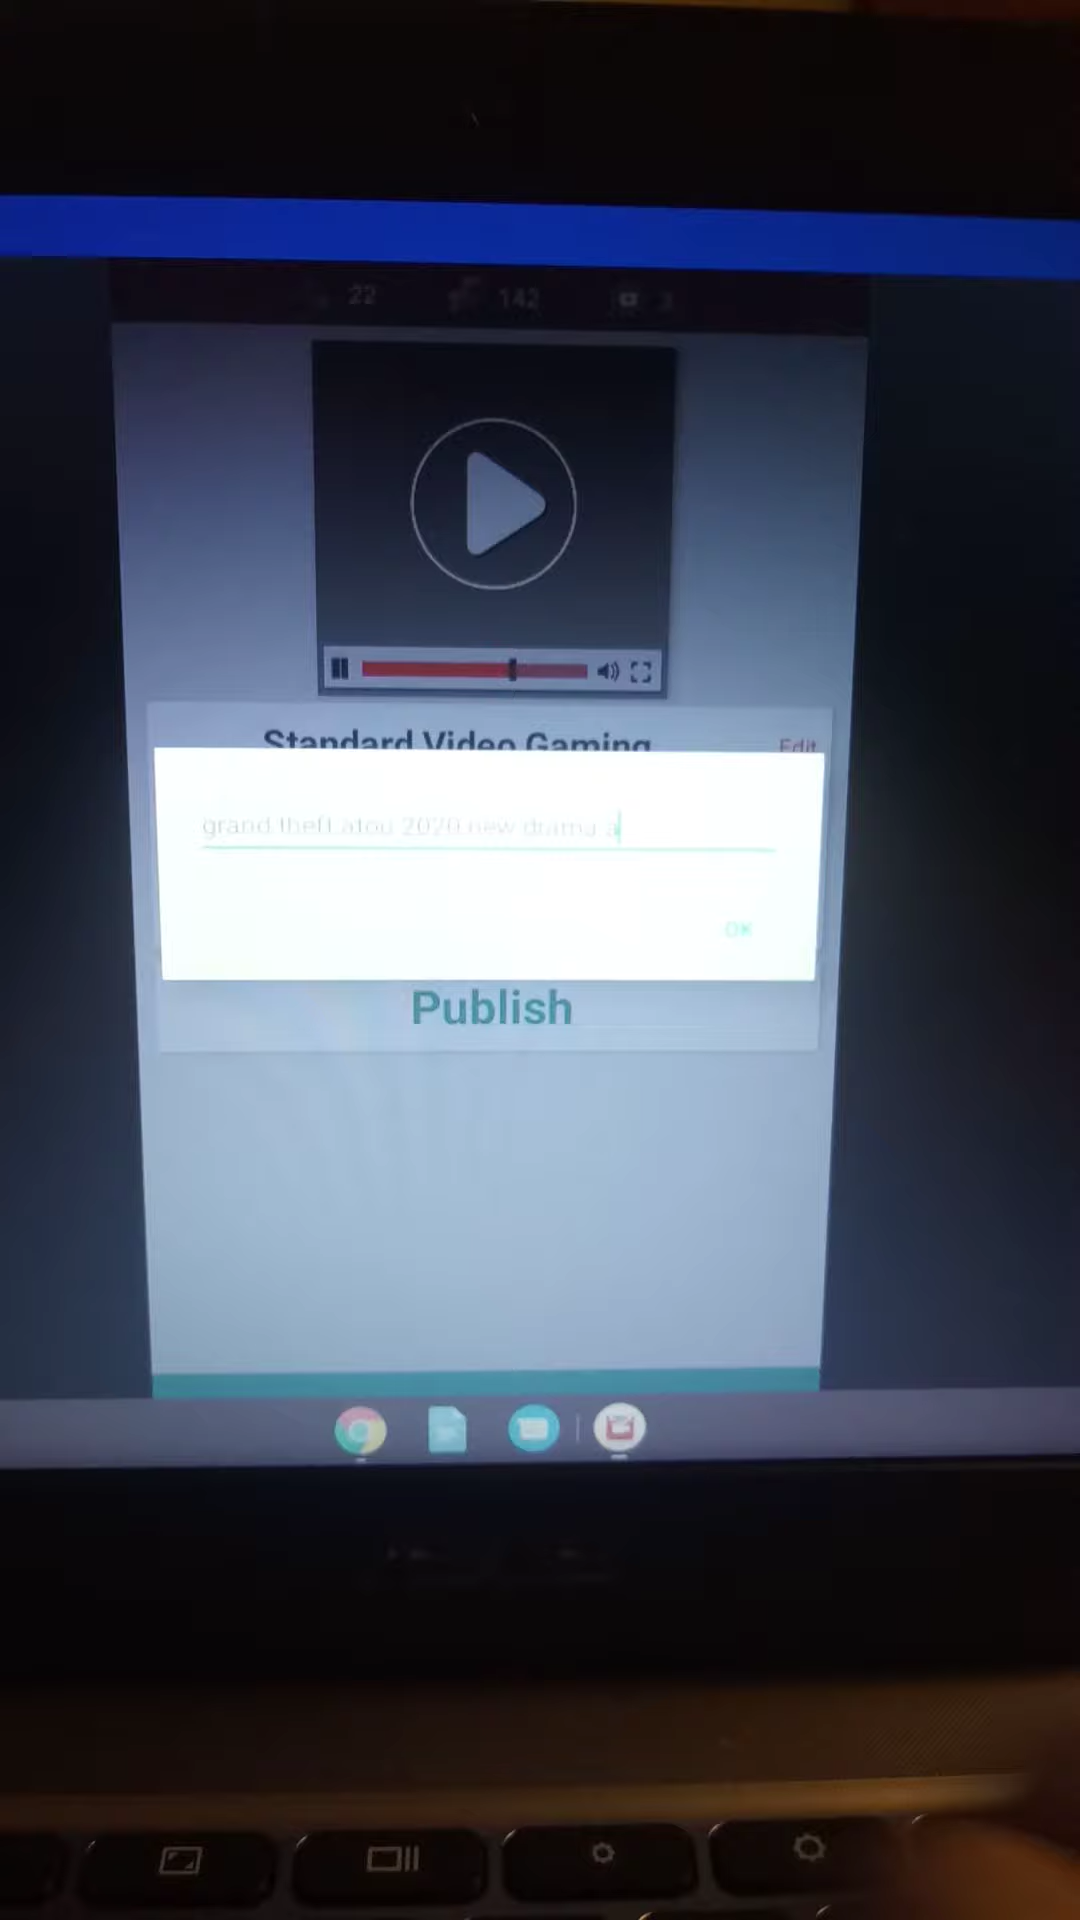 22 142
Standard Video Gaming Edit
grand theft atou 2020 new drama a
OK
Publish